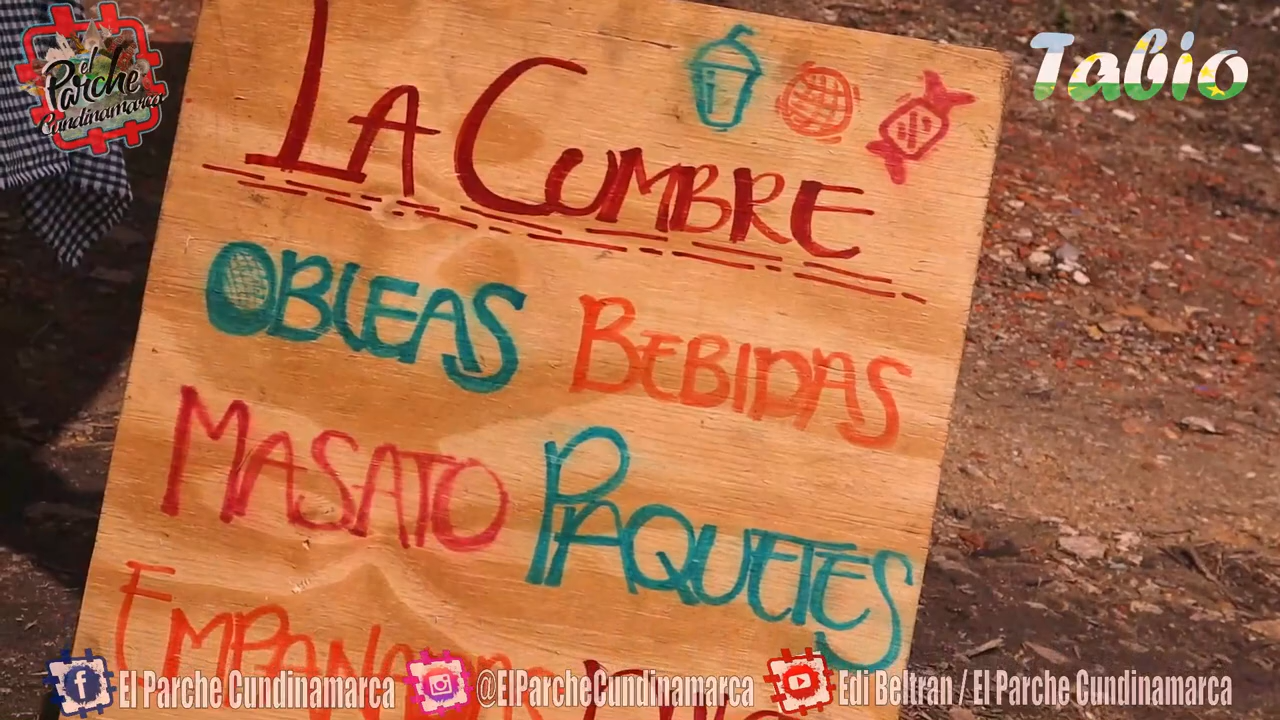 el
Parche
Cundinamarca
Tabio
LA CUMBRE
OBLEAS BEBIDAS
MASATO PAQUETES
El Parche Cundinamarca @ElParcheCundinamarca Edi Beltran / El Parche Cundinamarca